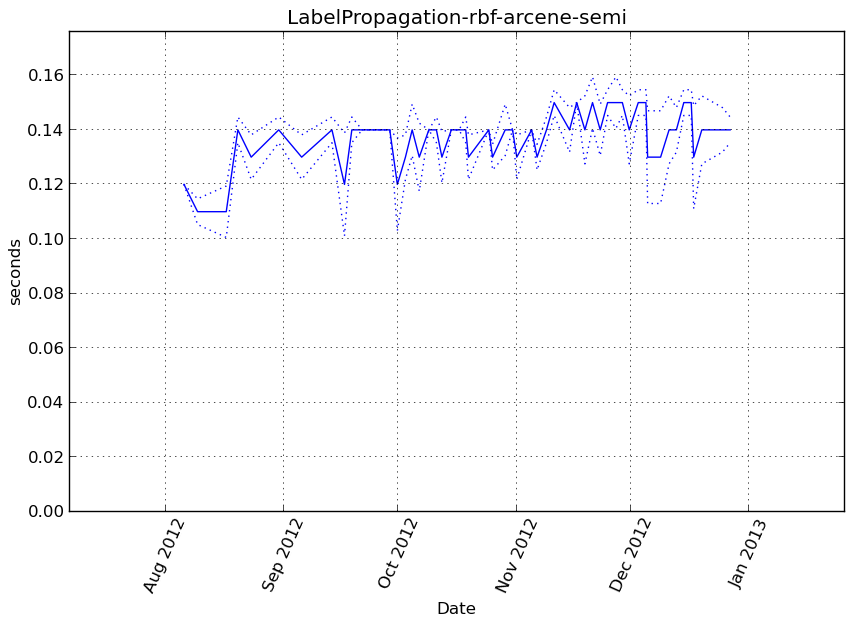 LabelPropagation-rbf-arcene-semi
0.16
0.14
0.12
0.10
0.08
0.06
0.04
0.02
0.00
seconds
Aug 2012
Sep 2012
Oct 2012
Nov 2012
Dec 2012
Jan 2013
Date